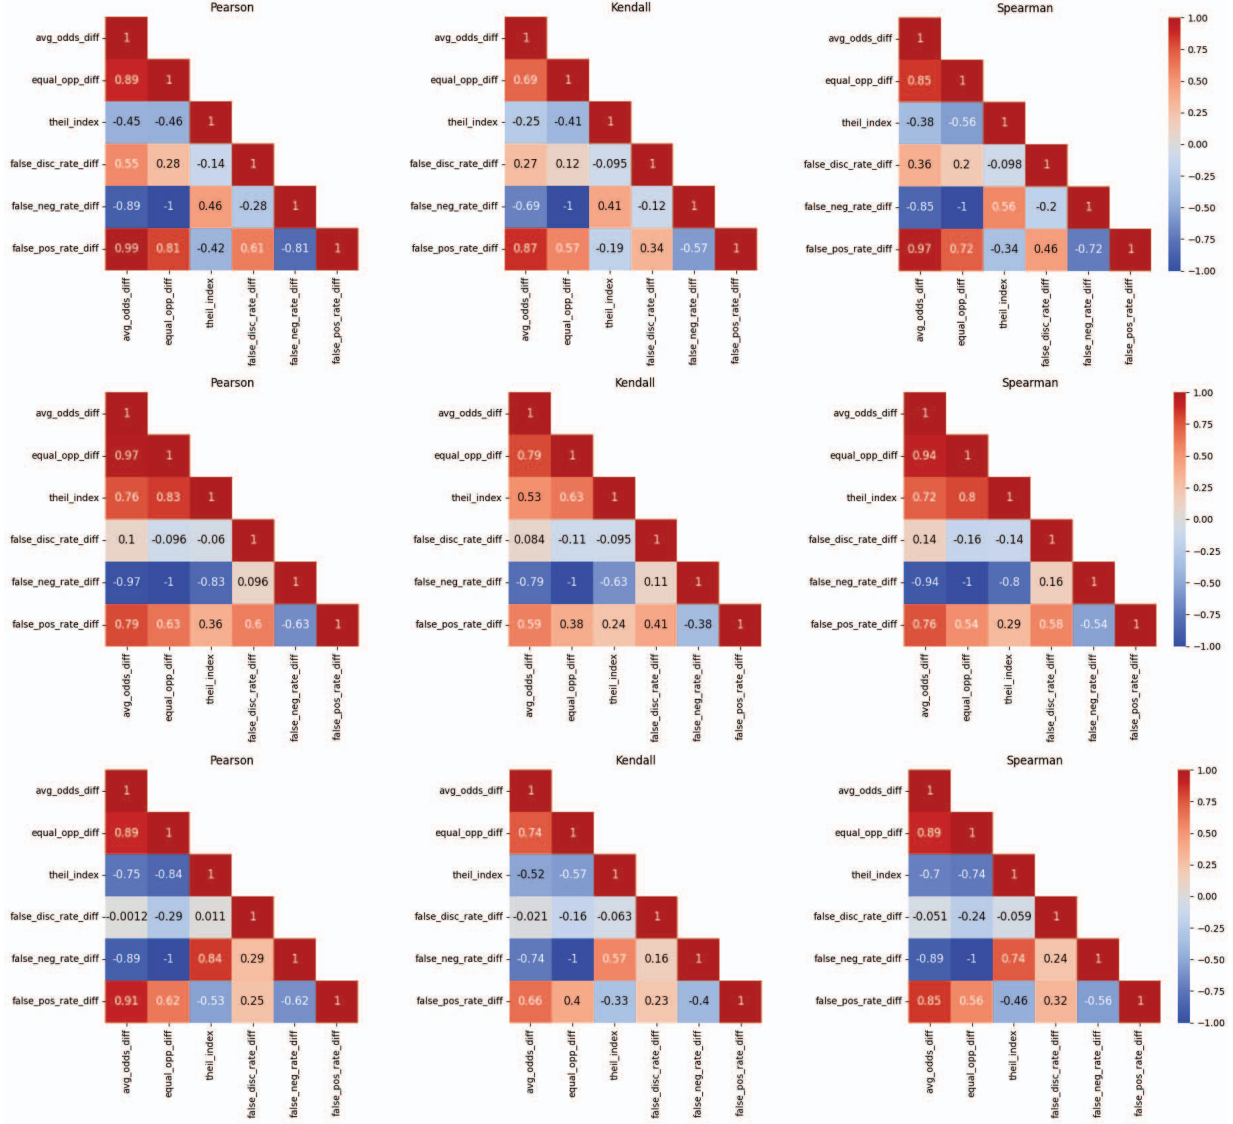 Pearson Kendall Spearman
avg_odds_diff 1 avg_odds_diff 1 avg_odds_diff 1 1.00
0.75
equal_opp_diff 0.89 1 equal_opp_diff 0.69 1 equal_opp_diff 0.85 1
0.50
theil_index -0.45 -0.46 1 theil_index -0.25 -0.41 1 theil_index -0.38 -0.56 1
0.25
0.00
false_disc_rate_diff 0.55 0.28 -0.14 1 false_disc_rate_diff 0.27 0.12 -0.095 1 false_disc_rate_diff 0.36 0.2 -0.098 1
−0.25
false_neg_rate_diff -0.89 -1 0.46 -0.28 1 false_neg_rate_diff -0.69 -1 0.41 -0.12 1 false_neg_rate_diff -0.85 -1 0.56 -0.2 1
−0.50
−0.75
false_pos_rate_diff 0.99 0.81 -0.42 0.61 -0.81 1 false_pos_rate_diff 0.87 0.57 -0.19 0.34 -0.57 1 false_pos_rate_diff 0.97 0.72 -0.34 0.46 -0.72 1
−1.00
avg_odds_diff equal_opp_diff theil_index false_disc_rate_diff false_neg_rate_diff false_pos_rate_diff avg_odds_diff equal_opp_diff theil_index false_disc_rate_diff false_neg_rate_diff false_pos_rate_diff avg_odds_diff equal_opp_diff theil_index false_disc_rate_diff false_neg_rate_diff false_pos_rate_diff
Pearson Kendall Spearman
avg_odds_diff 1 avg_odds_diff 1 avg_odds_diff 1 1.00
0.75
equal_opp_diff 0.97 1 equal_opp_diff 0.79 1 equal_opp_diff 0.94 1
0.50
theil_index 0.76 0.83 1 theil_index 0.53 0.63 1 theil_index 0.72 0.8 1
0.25
0.00
false_disc_rate_diff 0.1 -0.096 -0.06 1 false_disc_rate_diff 0.084 -0.11 -0.095 1 false_disc_rate_diff 0.14 -0.16 -0.14 1
−0.25
false_neg_rate_diff -0.97 -1 -0.83 0.096 1 false_neg_rate_diff -0.79 -1 -0.63 0.11 1 false_neg_rate_diff -0.94 -1 -0.8 0.16 1
−0.50
−0.75
false_pos_rate_diff 0.79 0.63 0.36 0.6 -0.63 1 false_pos_rate_diff 0.59 0.38 0.24 0.41 -0.38 1 false_pos_rate_diff 0.76 0.54 0.29 0.58 -0.54 1
−1.00
avg_odds_diff equal_opp_diff theil_index false_disc_rate_diff false_neg_rate_diff false_pos_rate_diff avg_odds_diff equal_opp_diff theil_index false_disc_rate_diff false_neg_rate_diff false_pos_rate_diff avg_odds_diff equal_opp_diff theil_index false_disc_rate_diff false_neg_rate_diff false_pos_rate_diff
Pearson Kendall Spearman
avg_odds_diff 1 avg_odds_diff 1 avg_odds_diff 1 1.00
0.75
equal_opp_diff 0.89 1 equal_opp_diff 0.74 1 equal_opp_diff 0.89 1
0.50
theil_index -0.75 -0.84 1 theil_index -0.52 -0.57 1 theil_index -0.7 -0.74 1
0.25
0.00
false_disc_rate_diff -0.0012 -0.29 0.011 1 false_disc_rate_diff -0.021 -0.16 -0.063 1 false_disc_rate_diff -0.051 -0.24 -0.059 1
−0.25
false_neg_rate_diff -0.89 -1 0.84 0.29 1 false_neg_rate_diff -0.74 -1 0.57 0.16 1 false_neg_rate_diff -0.89 -1 0.74 0.24 1
−0.50
−0.75
false_pos_rate_diff 0.91 0.62 -0.53 0.25 -0.62 1 false_pos_rate_diff 0.66 0.4 -0.33 0.23 -0.4 1 false_pos_rate_diff 0.85 0.56 -0.46 0.32 -0.56 1
−1.00
avg_odds_diff equal_opp_diff theil_index false_disc_rate_diff false_neg_rate_diff false_pos_rate_diff avg_odds_diff equal_opp_diff theil_index false_disc_rate_diff false_neg_rate_diff false_pos_rate_diff avg_odds_diff equal_opp_diff theil_index false_disc_rate_diff false_neg_rate_diff false_pos_rate_diff